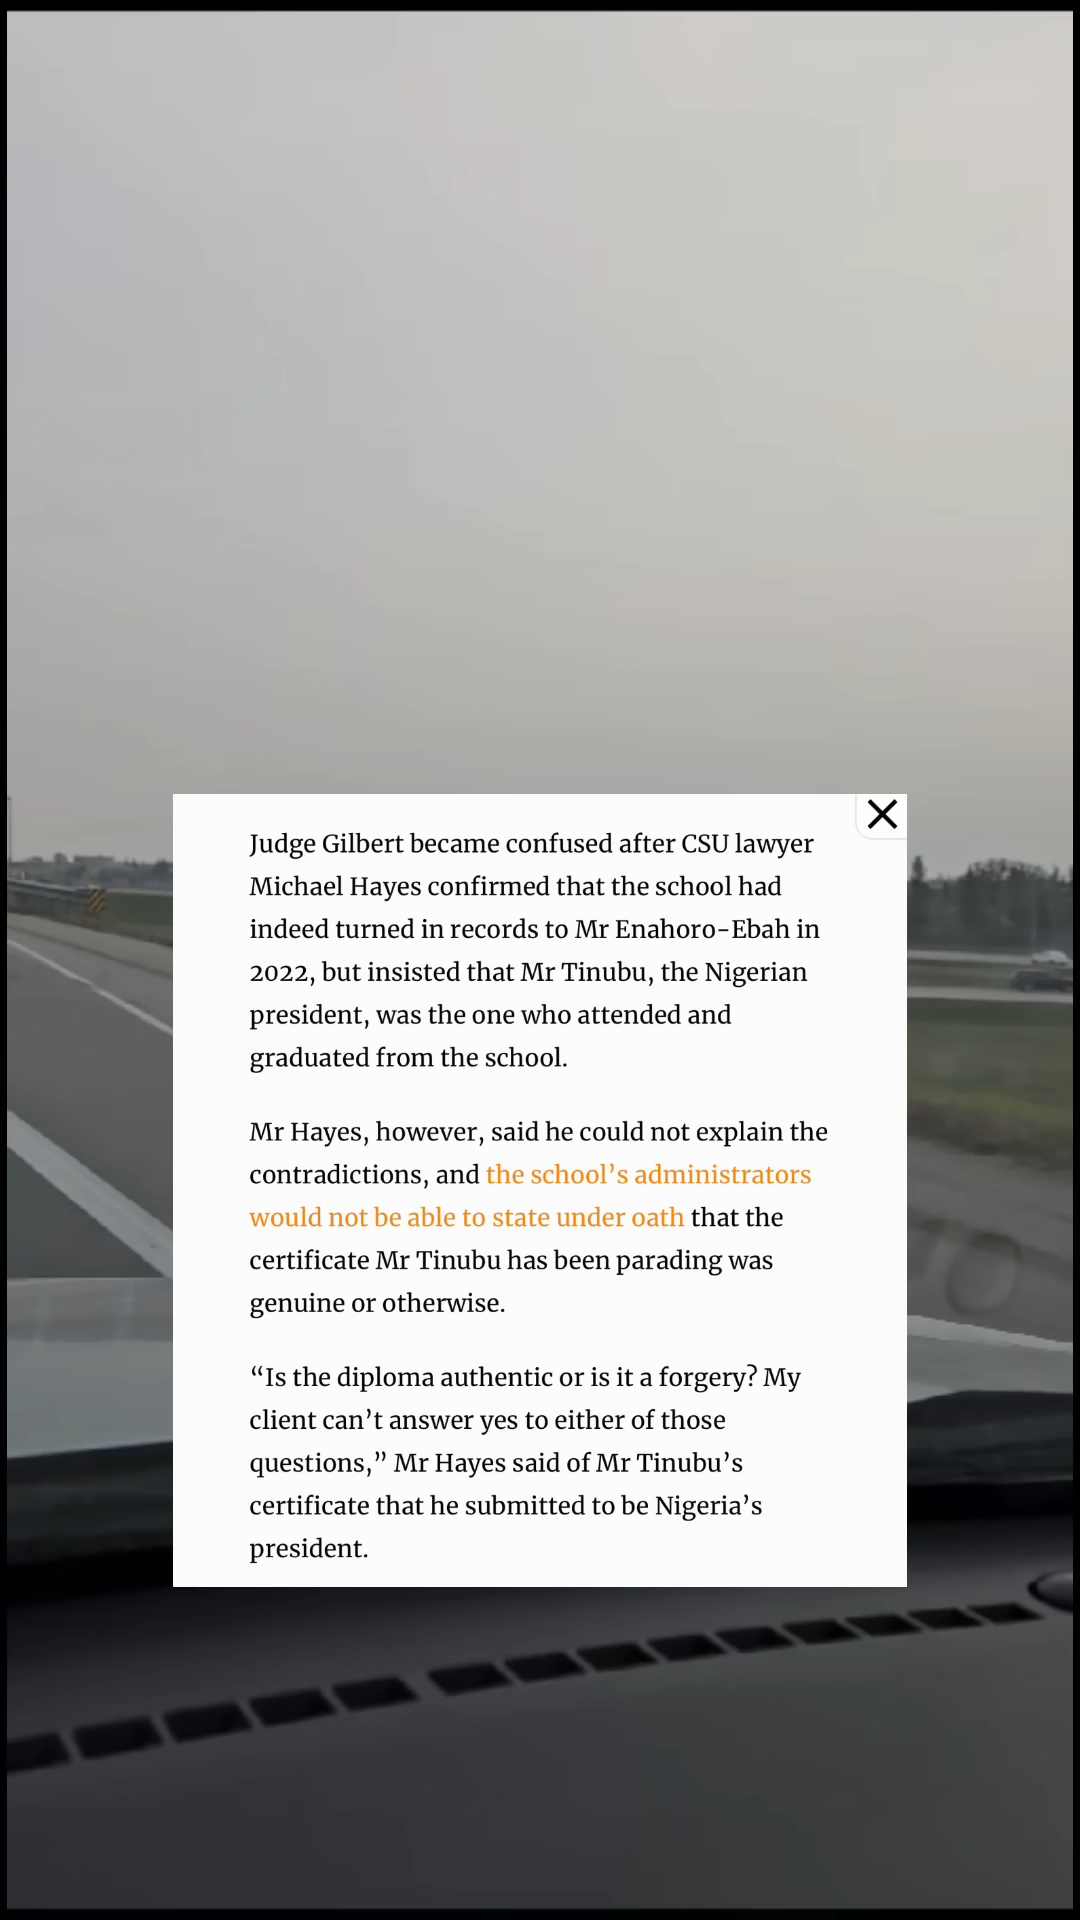 Judge Gilbert became confused after CSU lawyer
Michael Hayes confirmed that the school had
indeed turned in records to Mr Enahoro-Ebah in
2022, but insisted that Mr Tinubu, the Nigerian
president, was the one who attended and
graduated from the school.
Mr Hayes, however, said he could not explain the
contradictions, and the school’s administrators
would not be able to state under oath that the
certificate Mr Tinubu has been parading was
genuine or otherwise.
“Is the diploma authentic or is it a forgery? My
client can’t answer yes to either of those
questions,” Mr Hayes said of Mr Tinubu’s
certificate that he submitted to be Nigeria’s
president.